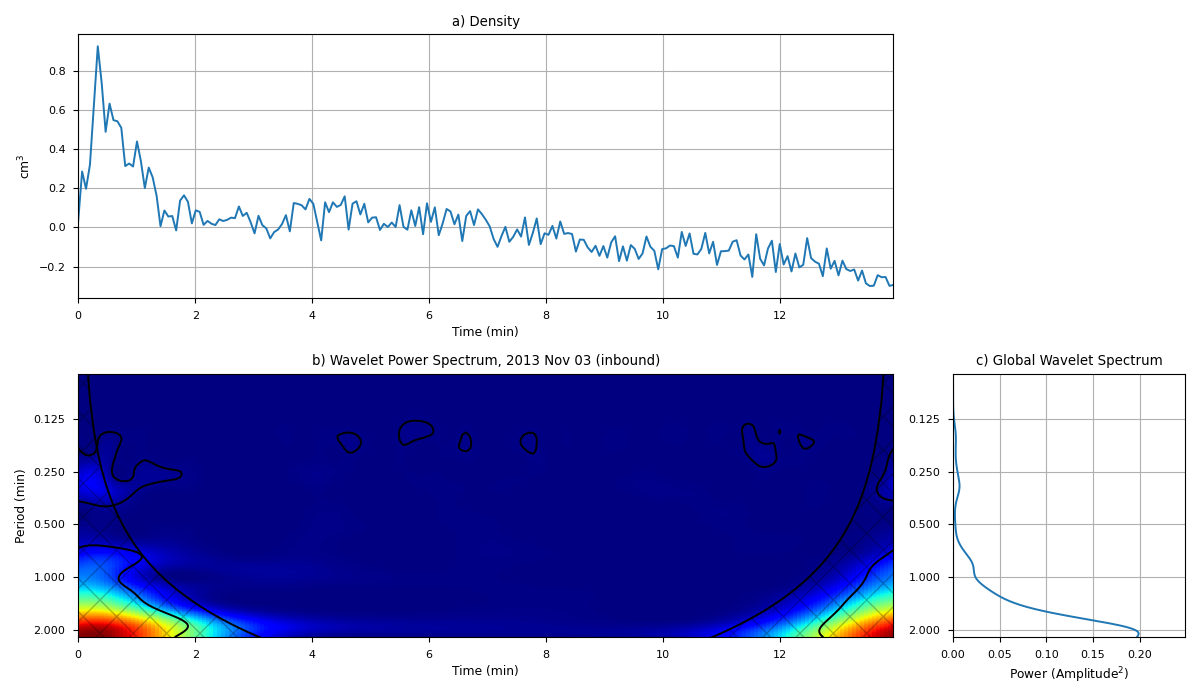 a) Density
cm³
0.8
0.6
0.4
0.2
0.0
−0.2
0 2 4 6 8 10 12
Time (min)
b) Wavelet Power Spectrum, 2013 Nov 03 (inbound)
Period (min)
0.125
0.250
0.500
1.000
2.000
0 2 4 6 8 10 12
Time (min)
c) Global Wavelet Spectrum
0.125
0.250
0.500
1.000
2.000
0.00 0.05 0.10 0.15 0.20
Power (Amplitude²)